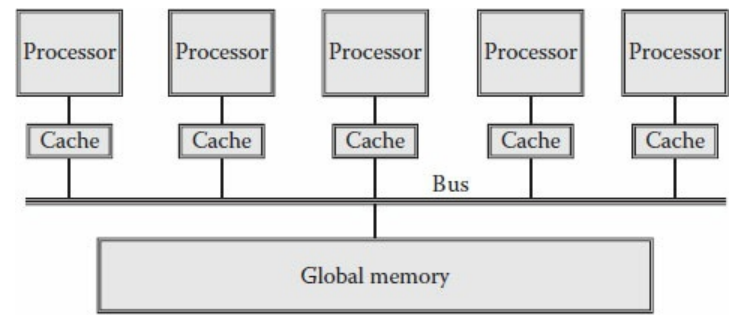 Processor Processor Processor Processor Processor
Cache Cache Cache Cache Cache
Bus
Global memory